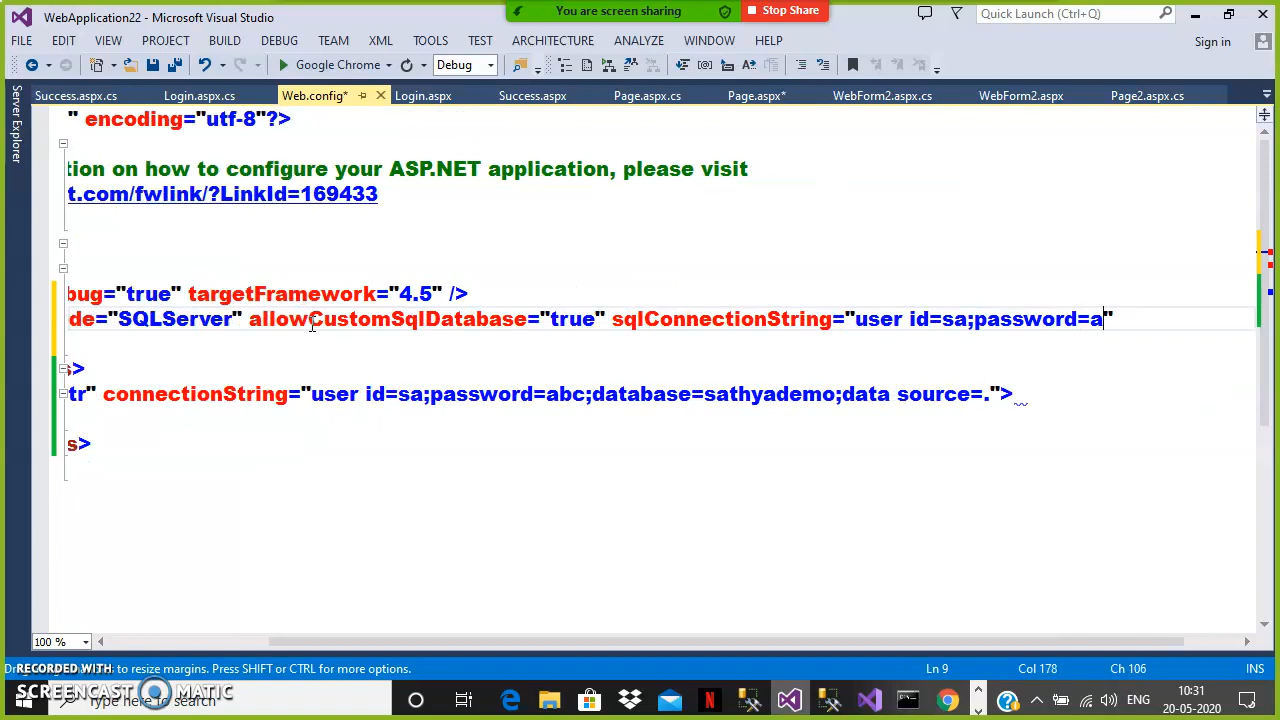 WebApplication22 - Microsoft Visual Studio
You are screen sharing
Stop Share
Quick Launch (Ctrl+Q)
FILE EDIT VIEW PROJECT BUILD DEBUG TEAM XML TOOLS TEST ARCHITECTURE ANALYZE WINDOW HELP
Sign in
Google Chrome Debug
Server Explorer
Success.aspx.cs Login.aspx.cs Web.config* Login.aspx Success.aspx Page.aspx.cs Page.aspx* WebForm2.aspx.cs WebForm2.aspx Page2.aspx.cs
" encoding="utf-8"?>
tion on how to configure your ASP.NET application, please visit
t.com/fwlink/?LinkId=169433
bug="true" targetFramework="4.5" />
de="SQLServer" allowCustomSqlDatabase="true" sqlConnectionString="user id=sa;password=a"
s>
tr" connectionString="user id=sa;password=abc;database=sathyademo;data source=.">
s>
100 %
to resize margins. Press SHIFT or CTRL for more options.
Ln 9 Col 178 Ch 106 INS
RECORDED WITH
SCREENCAST MATIC
type here to search
ENG
10:31
20-05-2020